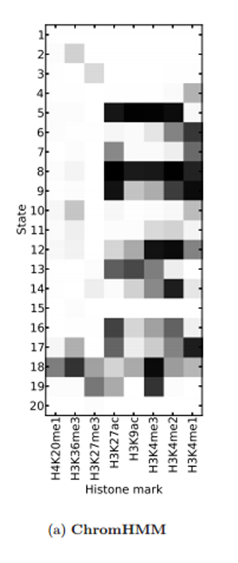 1
2
3
4
5
6
7
8
9
10
11
12
13
14
15
16
17
18
19
20
State
H4K20me1
H3K36me3
H3K27me3
H3K27ac
H3K9ac
H3K4me3
H3K4me2
H3K4me1
Histone mark
(a) ChromHMM